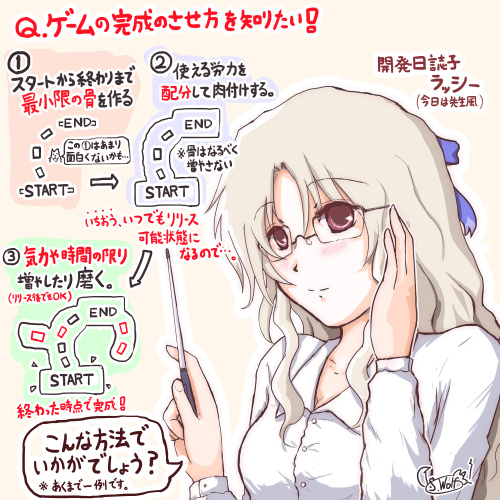 Q.ゲームの完成のさせ方を知りたい!
①
スタートから終わりまで
最小限の骨を作る
END
この①はあまり
面白くないかも…
START
②
使える労力を
配分して肉付けする。
END
※骨はなるべく
増やさない
START
いちおう、いつでもリリース
可能状態に
なるので…。
③
気力や時間の限り
増やしたり磨く。
(リリース後でもOK)
END
START
終わった時点で完成!
こんな方法で
いかがでしょう?
※あくまで一例です。
開発日誌子
ラッシー
(今日は先生風)
S.Wolf